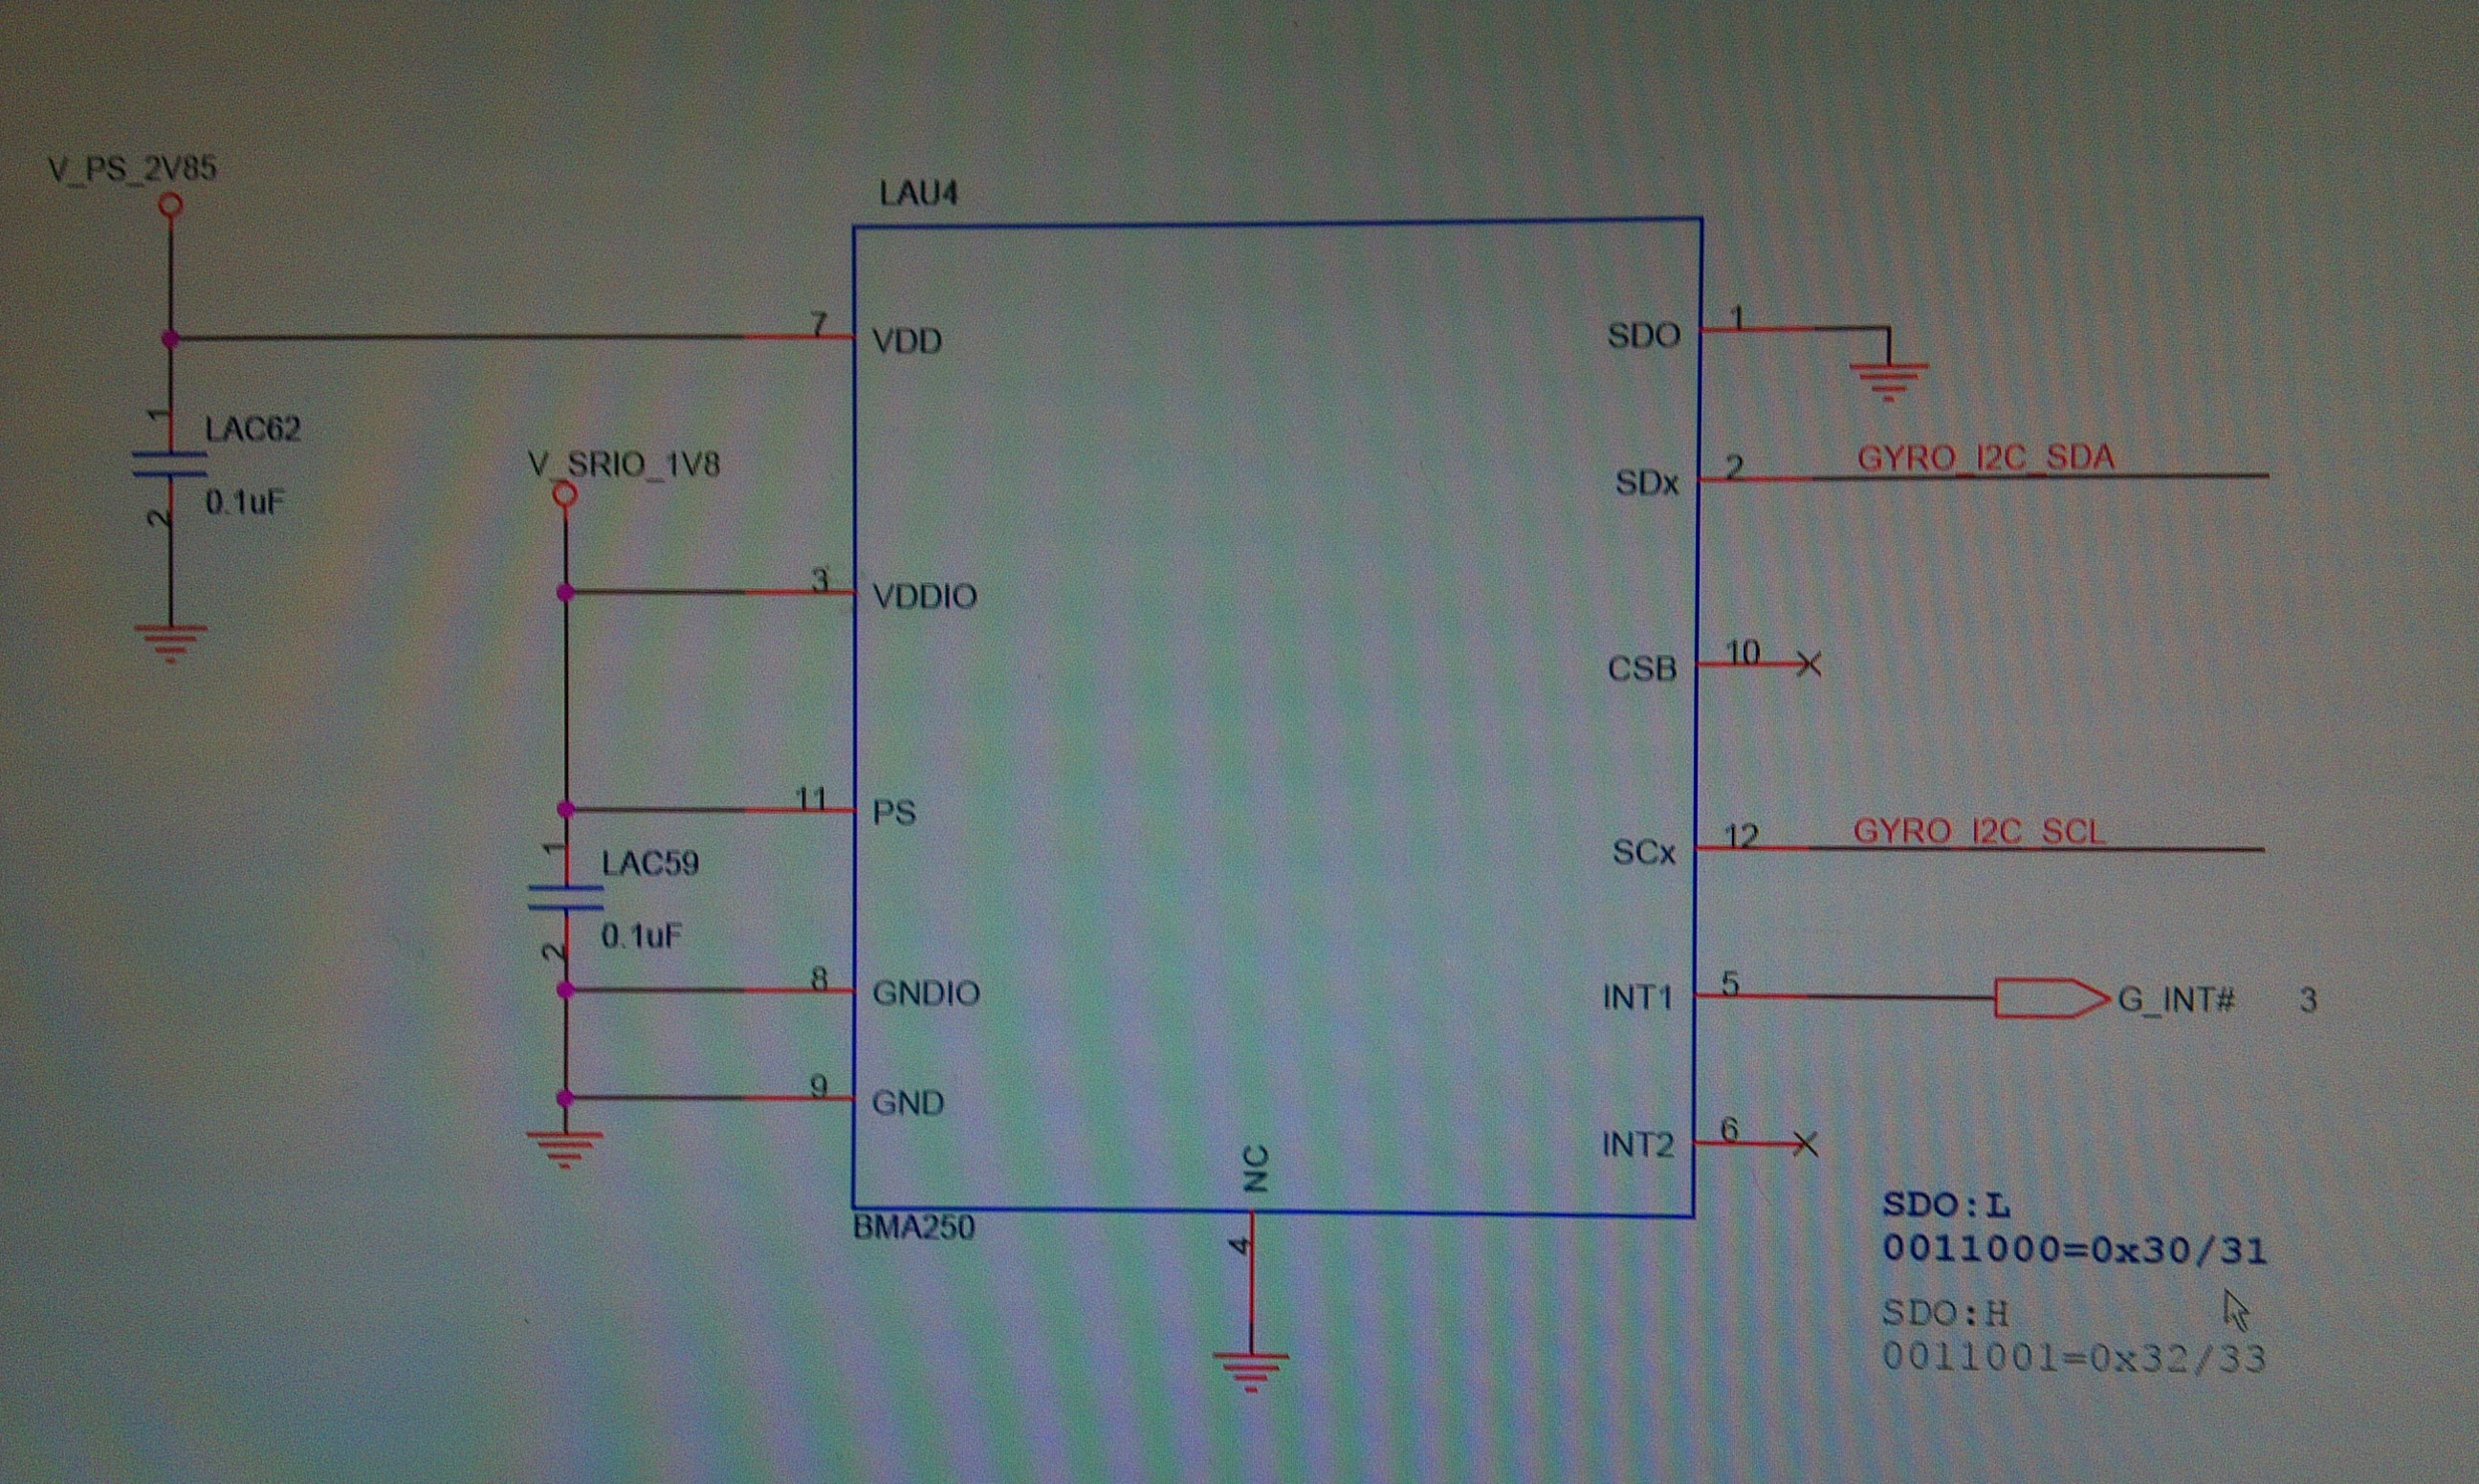 V_PS_2V85
LAU4
7
VDD
SDO
1
1
LAC62
0.1uF
2
V_SRIO_1V8
SDx
2
GYRO_I2C_SDA
3
VDDIO
CSB
10
11
PS
1
LAC59
0.1uF
2
SCx
12
GYRO_I2C_SCL
8
GNDIO
INT1
5
G_INT#
3
9
GND
INT2
6
NC
4
BMA250
SDO:L
0011000=0x30/31
SDO:H
0011001=0x32/33